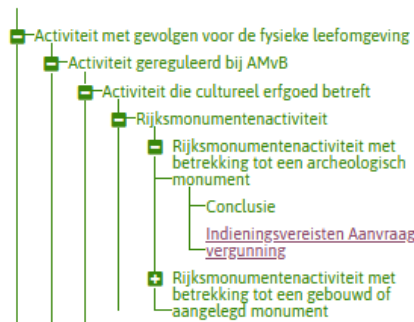 Activiteit met gevolgen voor de fysieke leefomgeving
Activiteit gereguleerd bij AMvB
Activiteit die cultureel erfgoed betreft
Rijksmonumentenactiviteit
Rijksmonumentenactiviteit met
betrekking tot een archeologisch
monument
Conclusie
Indieningsvereisten Aanvraag
vergunning
Rijksmonumentenactiviteit met
betrekking tot een gebouwd of
aangelegd monument